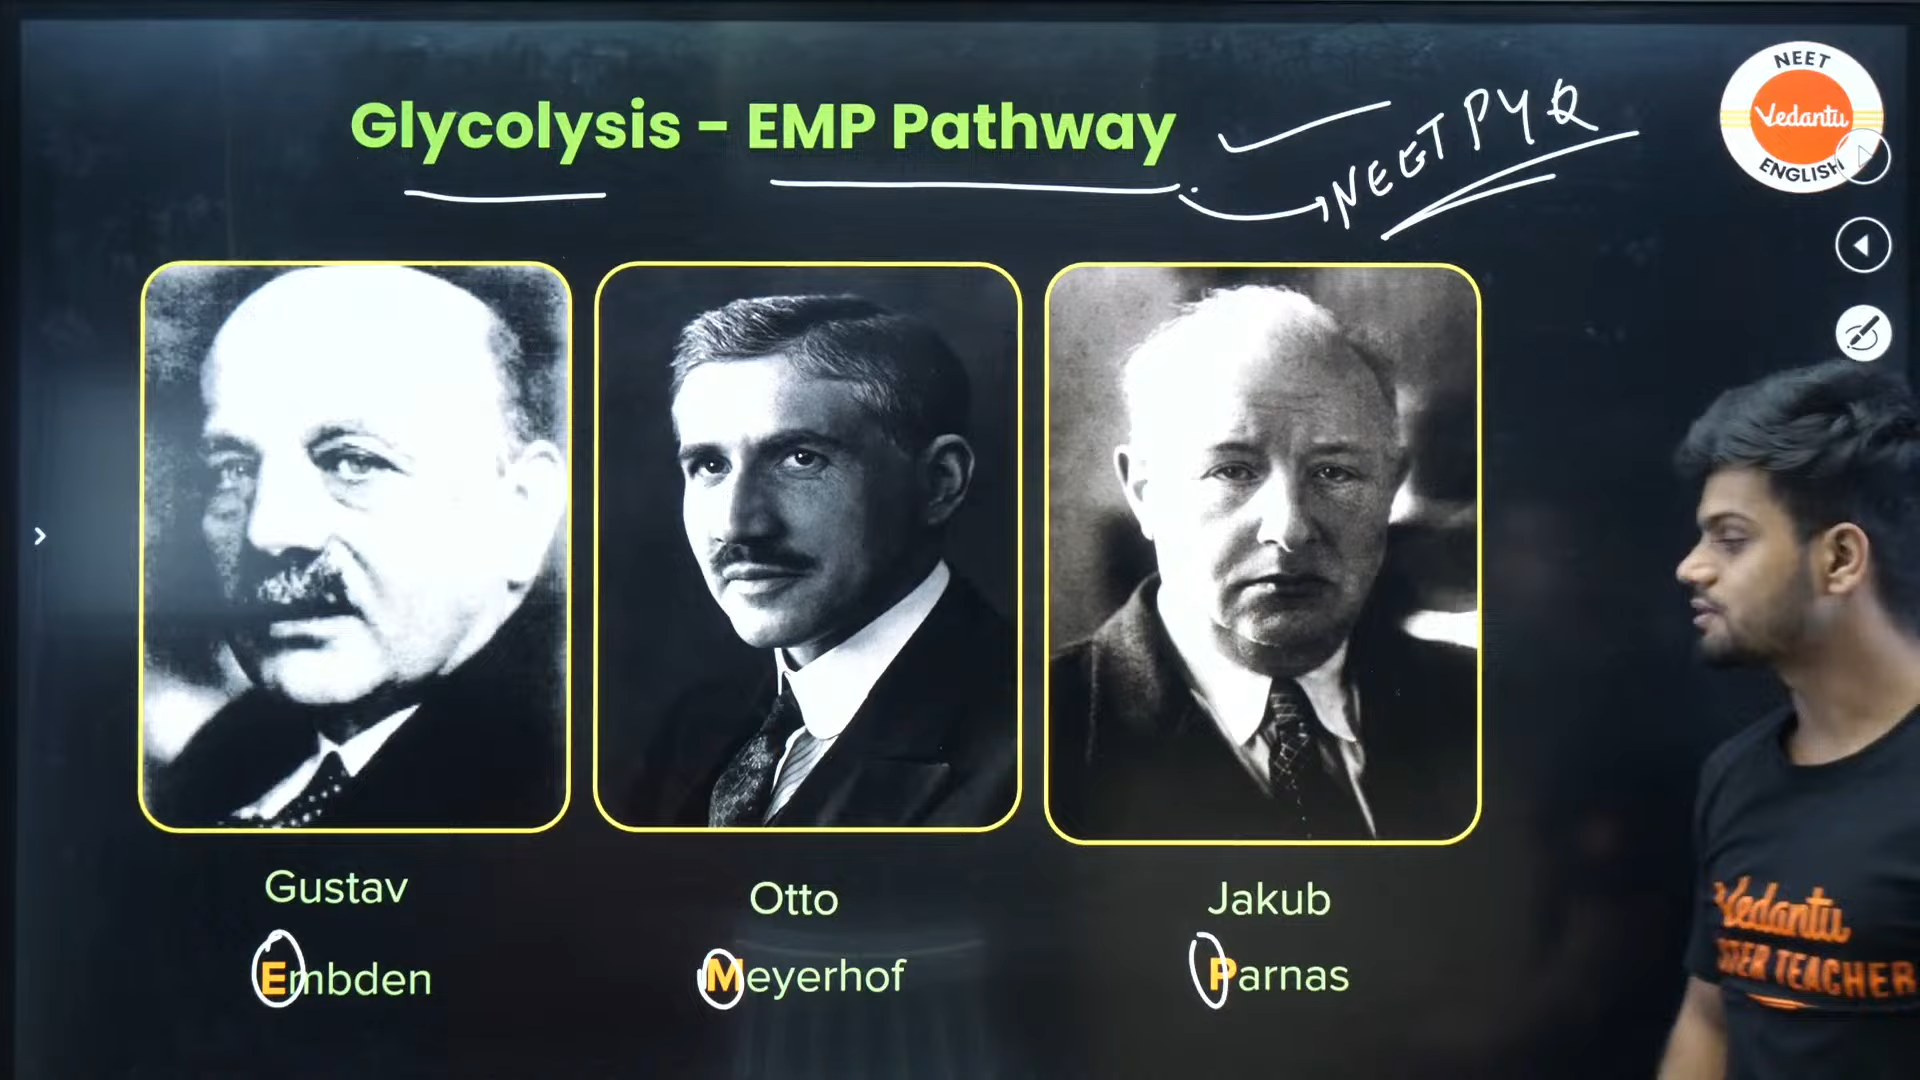 Glycolysis - EMP Pathway
NEET PYQ
NEET
Vedantu
ENGLISH
Gustav
Embden
Otto
Meyerhof
Jakub
Parnas
Vedantu
TEACHER